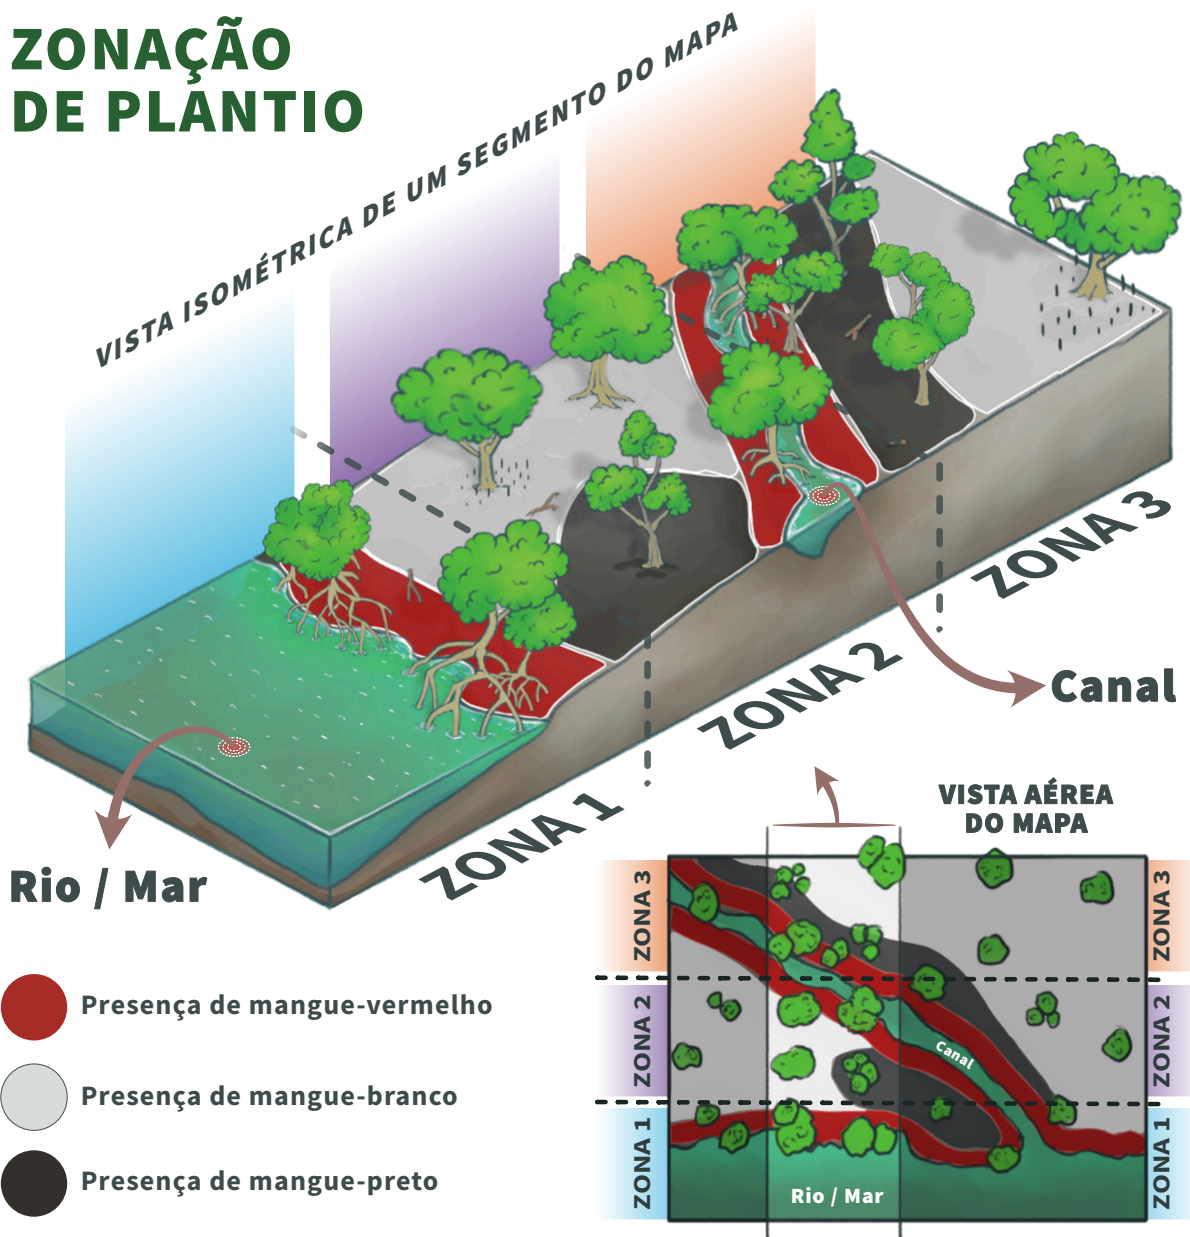 ZONAÇÃO
DE PLANTIO
VISTA ISOMÉTRICA DE UM SEGMENTO DO MAPA
ZONA 3
ZONA 2
ZONA 1
Canal
Rio / Mar
VISTA AÉREA
DO MAPA
ZONA 3
ZONA 3
ZONA 2
ZONA 2
Canal
ZONA 1
ZONA 1
Rio / Mar
Presença de mangue-vermelho
Presença de mangue-branco
Presença de mangue-preto